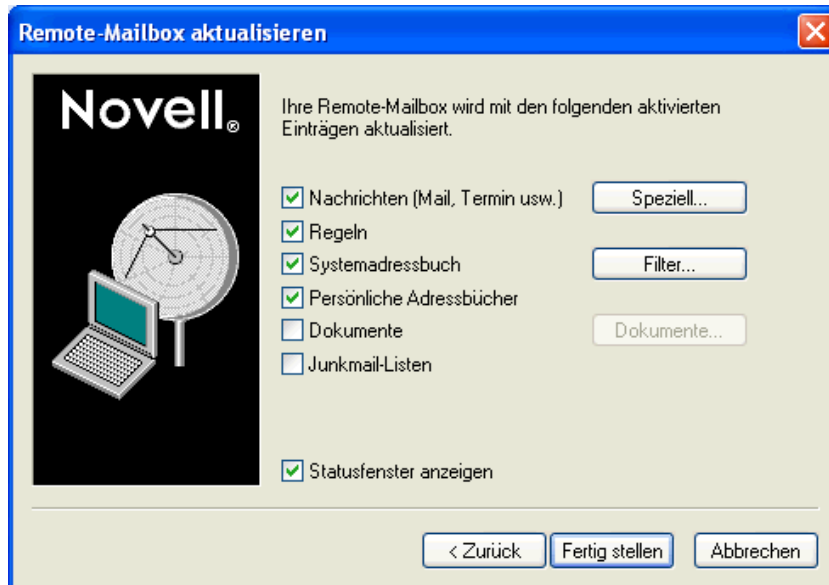 Remote-Mailbox aktualisieren
Novell®
Ihre Remote-Mailbox wird mit den folgenden aktivierten
Einträgen aktualisiert.
Nachrichten (Mail, Termin usw.) Speziell...
Regeln
Systemadressbuch Filter...
Persönliche Adressbücher
Dokumente Dokumente...
Junkmail-Listen
Statusfenster anzeigen
< Zurück Fertig stellen Abbrechen